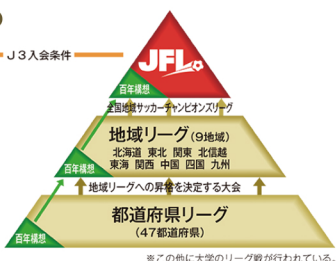 J3入会条件
JFL
百年構想
全国地域サッカーチャンピオンズリーグ
地域リーグ(9地域)
北海道 東北 関東 北信越
東海 関西 中国 四国 九州
百年構想
地域リーグへの昇格を決定する大会
都道府県リーグ
(47都道府県)
百年構想
※この他に大学のリーグ戦が行われている。